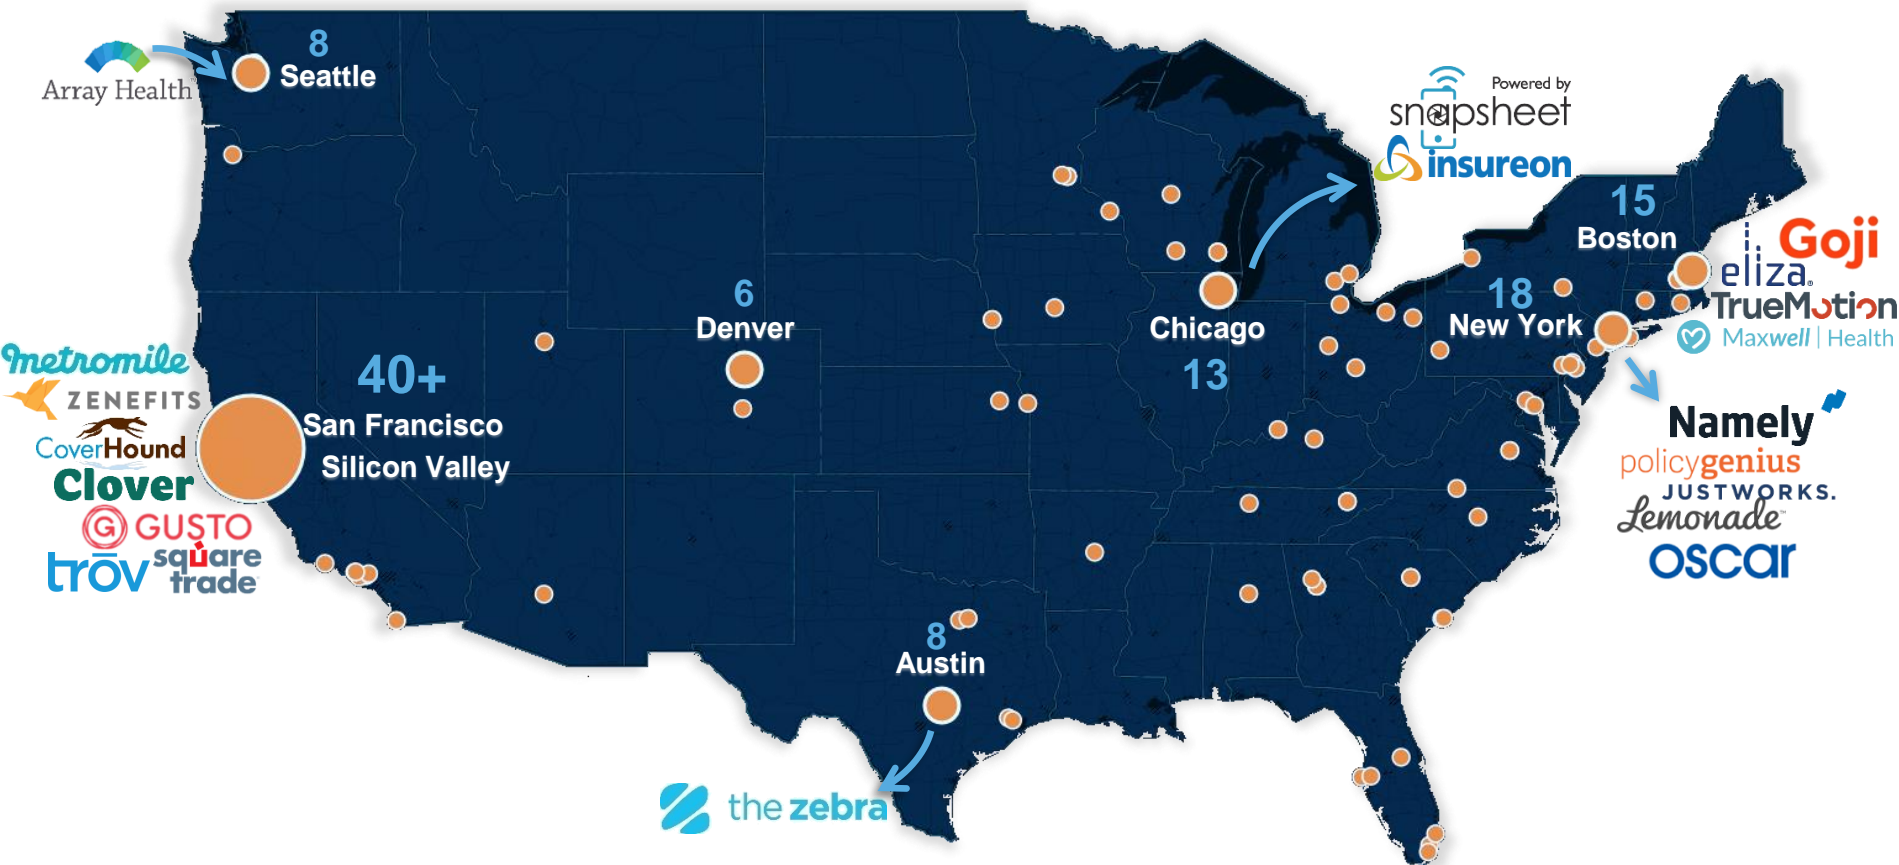 Array Health
8
Seattle
Powered by
snapsheet
insureon
15
Boston
Goji
eliza
TrueMotion
Maxwell | Health
18
New York
6
Denver
Chicago
13
metromile
ZENEFITS
CoverHound
Clover
G GUSTO
trōv
square
trade
40+
San Francisco
Silicon Valley
Namely
policygenius
JUSTWORKS.
Lemonade™
oscar
8
Austin
the zebra